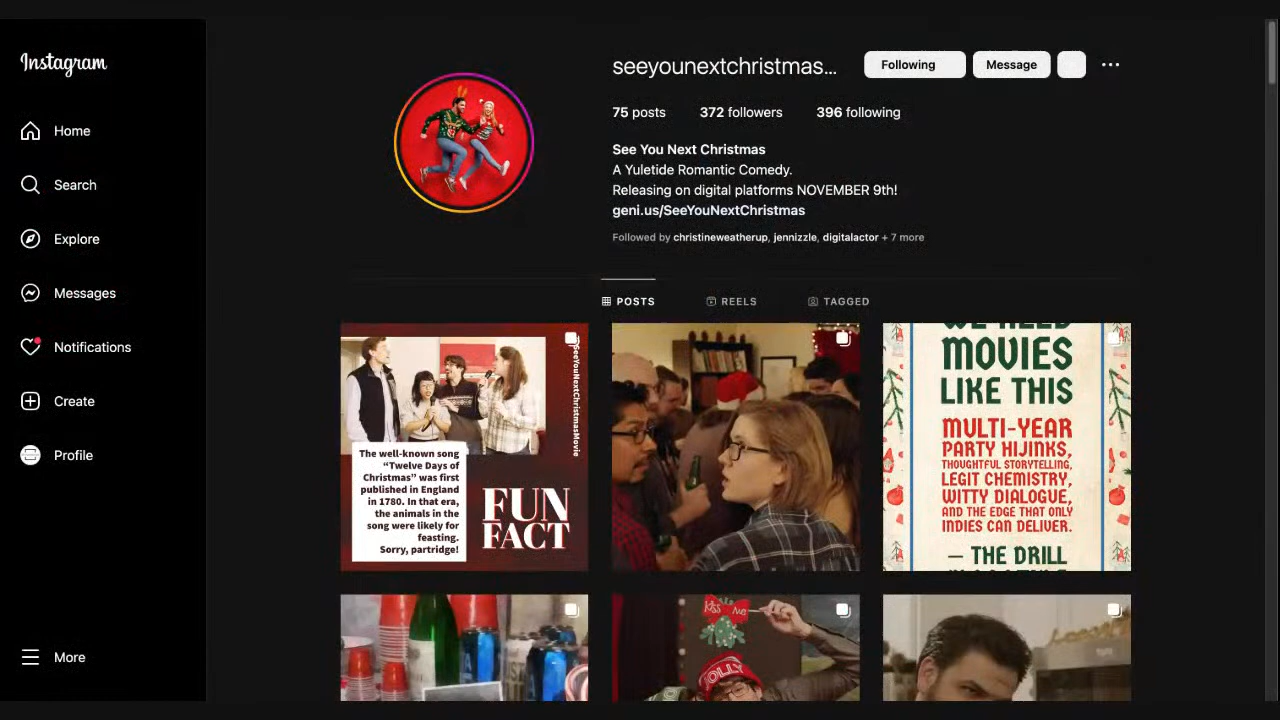 Instagram
Home
Search
Explore
Messages
Notifications
Create
Profile
More
seeyounextchristmas...
Following
Message
75 posts
372 followers
396 following
See You Next Christmas
A Yuletide Romantic Comedy.
Releasing on digital platforms NOVEMBER 9th!
geni.us/SeeYouNextChristmas
Followed by christineweatherup, jennizzle, digitalactor + 7 more
POSTS
REELS
TAGGED
The well-known song
“Twelve Days of
Christmas” was first
published in England
in 1780. In that era,
the animals in the
song were likely for
feasting.
Sorry, partridge!
FUN
FACT
SeeYouNextChristmasMovie
WE NEED
MOVIES
LIKE THIS
MULTI-YEAR
PARTY HIJINKS,
THOUGHTFUL STORYTELLING,
LEGIT CHEMISTRY,
WITTY DIALOGUE,
AND THE EDGE THAT ONLY
INDIES CAN DELIVER.
— THE DRILL
KISS ME
JOLLY